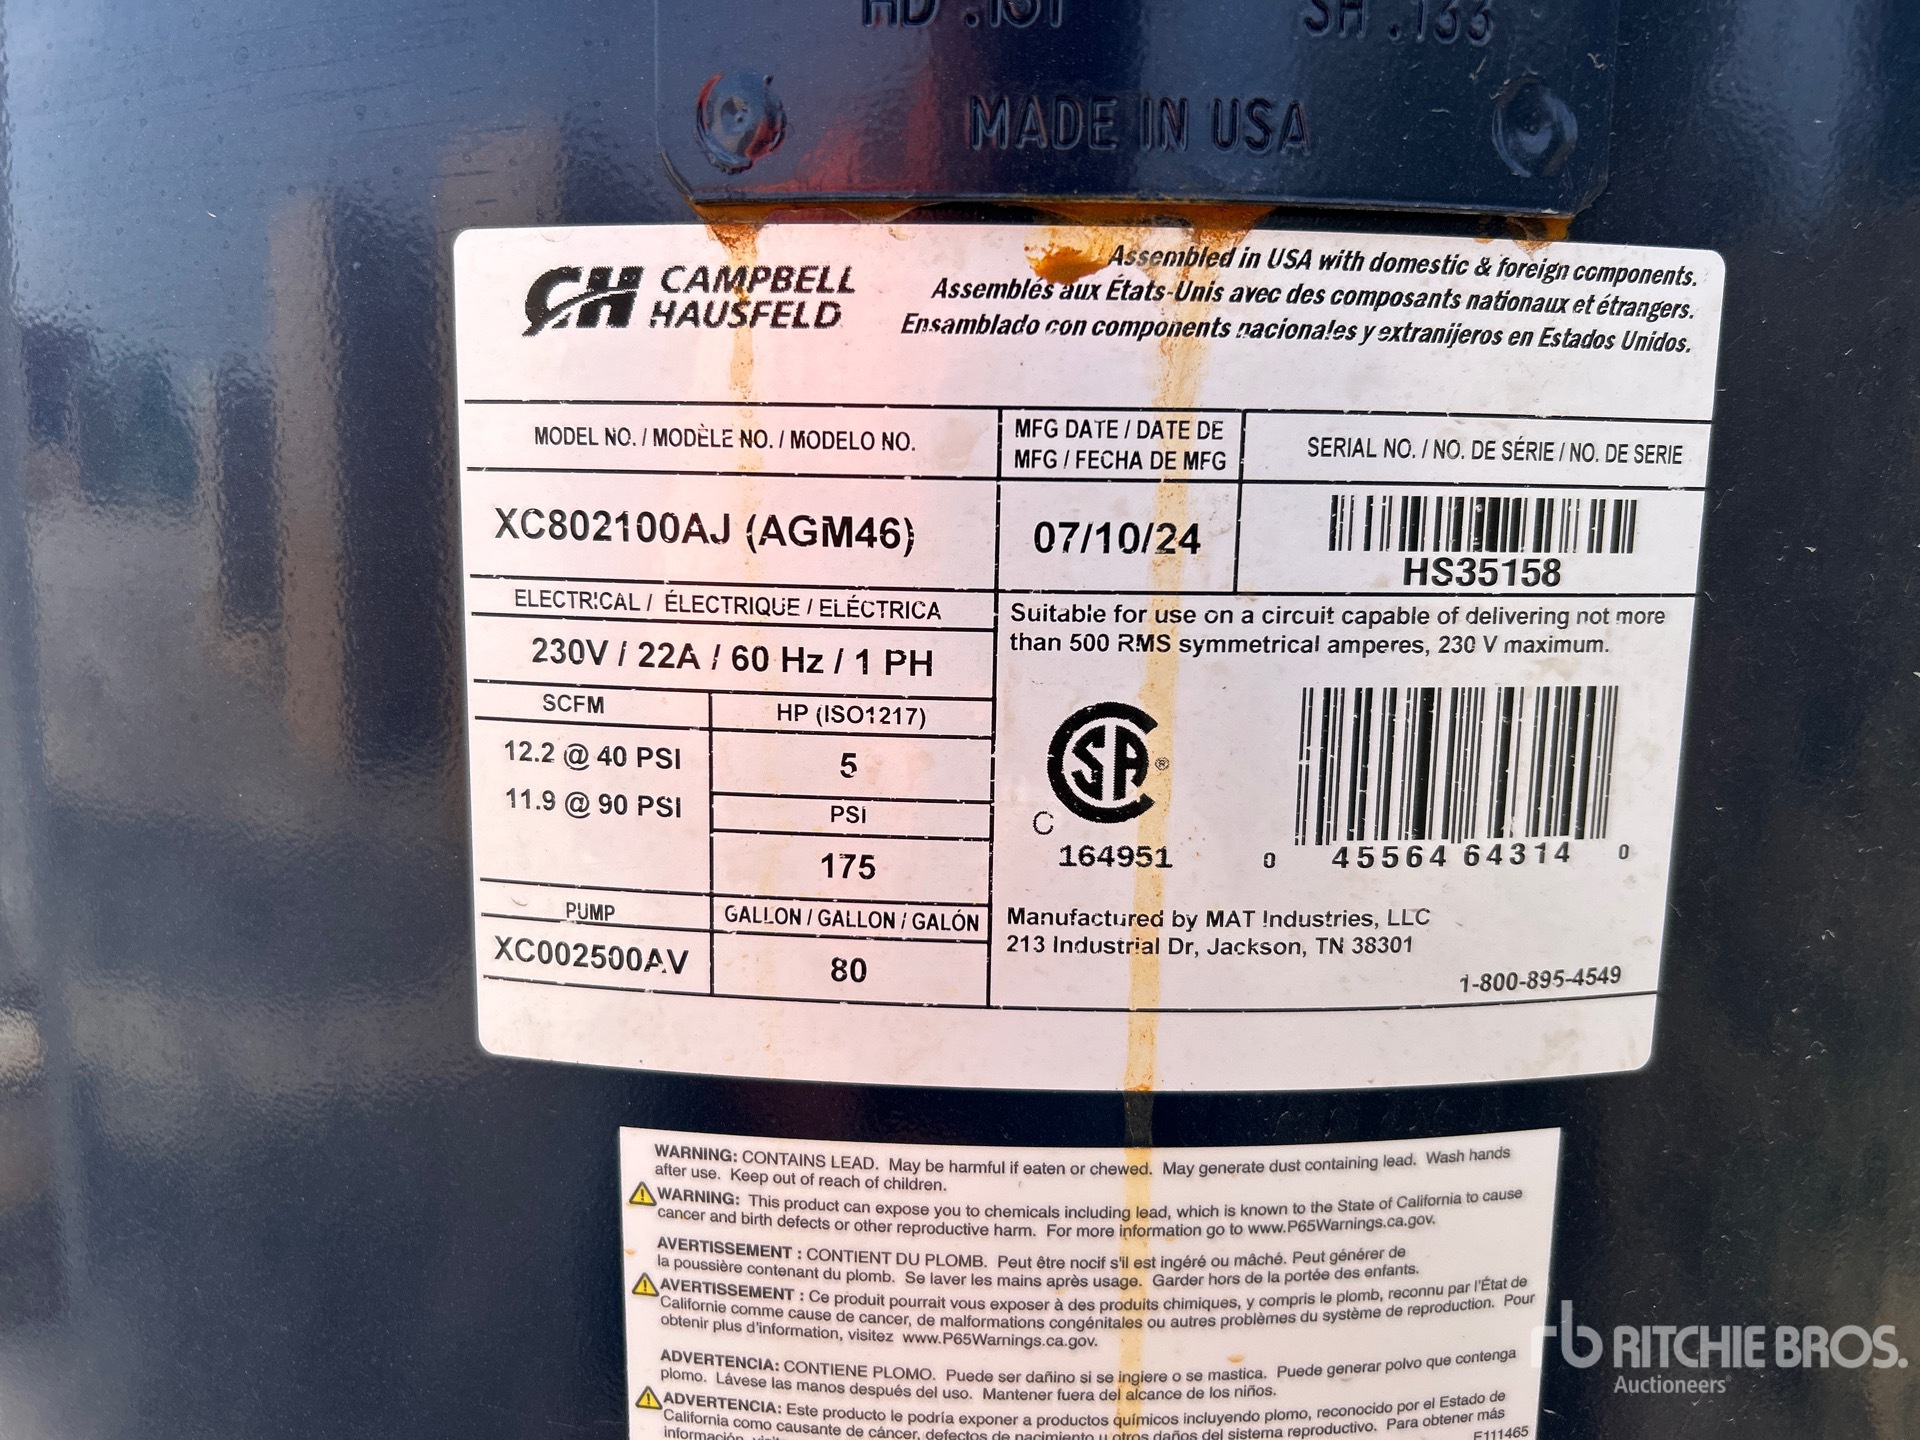 HD .151 SH .133
MADE IN USA
CAMPBELL HAUSFELD
Assembled in USA with domestic & foreign components.
Assemblés aux États-Unis avec des composants nationaux et étrangers.
Ensamblado con components nacionales y extranijeros en Estados Unidos.
MODEL NO. / MODÈLE NO. / MODELO NO.
MFG DATE / DATE DE
MFG / FECHA DE MFG
SERIAL NO. / NO. DE SÉRIE / NO. DE SERIE
XC802100AJ (AGM46)
07/10/24
HS35158
ELECTRICAL / ÉLECTRIQUE / ELÉCTRICA
230V / 22A / 60 Hz / 1 PH
Suitable for use on a circuit capable of delivering not more
than 500 RMS symmetrical amperes, 230 V maximum.
SCFM
12.2 @ 40 PSI
11.9 @ 90 PSI
HP (ISO1217)
5
PSI
175
PUMP
XC002500AV
GALLON / GALLON / GALÓN
80
CSA ®
C
164951
0 45564 64314 0
Manufactured by MAT Industries, LLC
213 Industrial Dr, Jackson, TN 38301
1-800-895-4549
WARNING: CONTAINS LEAD. May be harmful if eaten or chewed. May generate dust containing lead. Wash hands
after use. Keep out of reach of children.
WARNING: This product can expose you to chemicals including lead, which is known to the State of California to cause
cancer and birth defects or other reproductive harm. For more information go to www.P65Warnings.ca.gov.
AVERTISSEMENT : CONTIENT DU PLOMB. Peut être nocif s'il est ingéré ou mâché. Peut générer de
la poussière contenant du plomb. Se laver les mains après usage. Garder hors de la portée des enfants.
AVERTISSEMENT : Ce produit pourrait vous exposer à des produits chimiques, y compris le plomb, reconnu par l'État de
Californie comme cause de cancer, de malformations congénitales ou autres problèmes du système de reproduction. Pour
obtenir plus d'information, visitez www.P65Warnings.ca.gov.
ADVERTENCIA: CONTIENE PLOMO. Puede ser dañino si se ingiere o se mastica. Puede generar polvo que contenga
plomo. Lávese las manos después del uso. Mantener fuera del alcance de los niños.
ADVERTENCIA: Este producto le podría exponer a productos químicos incluyendo plomo, reconocido por el Estado de
California como causante de cáncer, defectos de nacimiento u otros daños del sistema reproductivo. Para obtener más
información,
E111465
rb RITCHIE BROS.
Auctioneers